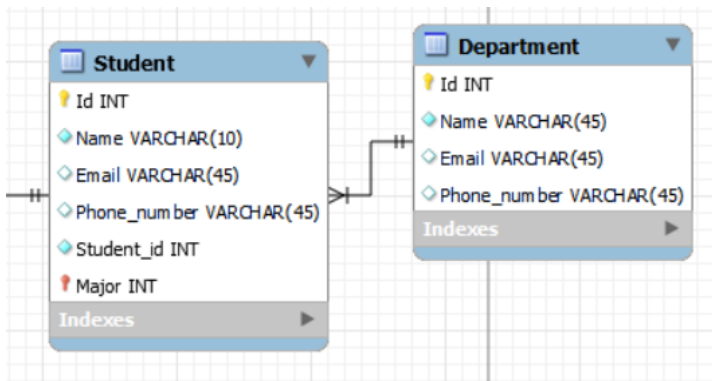 Student
Id INT
Name VARCHAR(10)
Email VARCHAR(45)
Phone_number VARCHAR(45)
Student_id INT
Major INT
Indexes
Department
Id INT
Name VARCHAR(45)
Email VARCHAR(45)
Phone_number VARCHAR(45)
Indexes